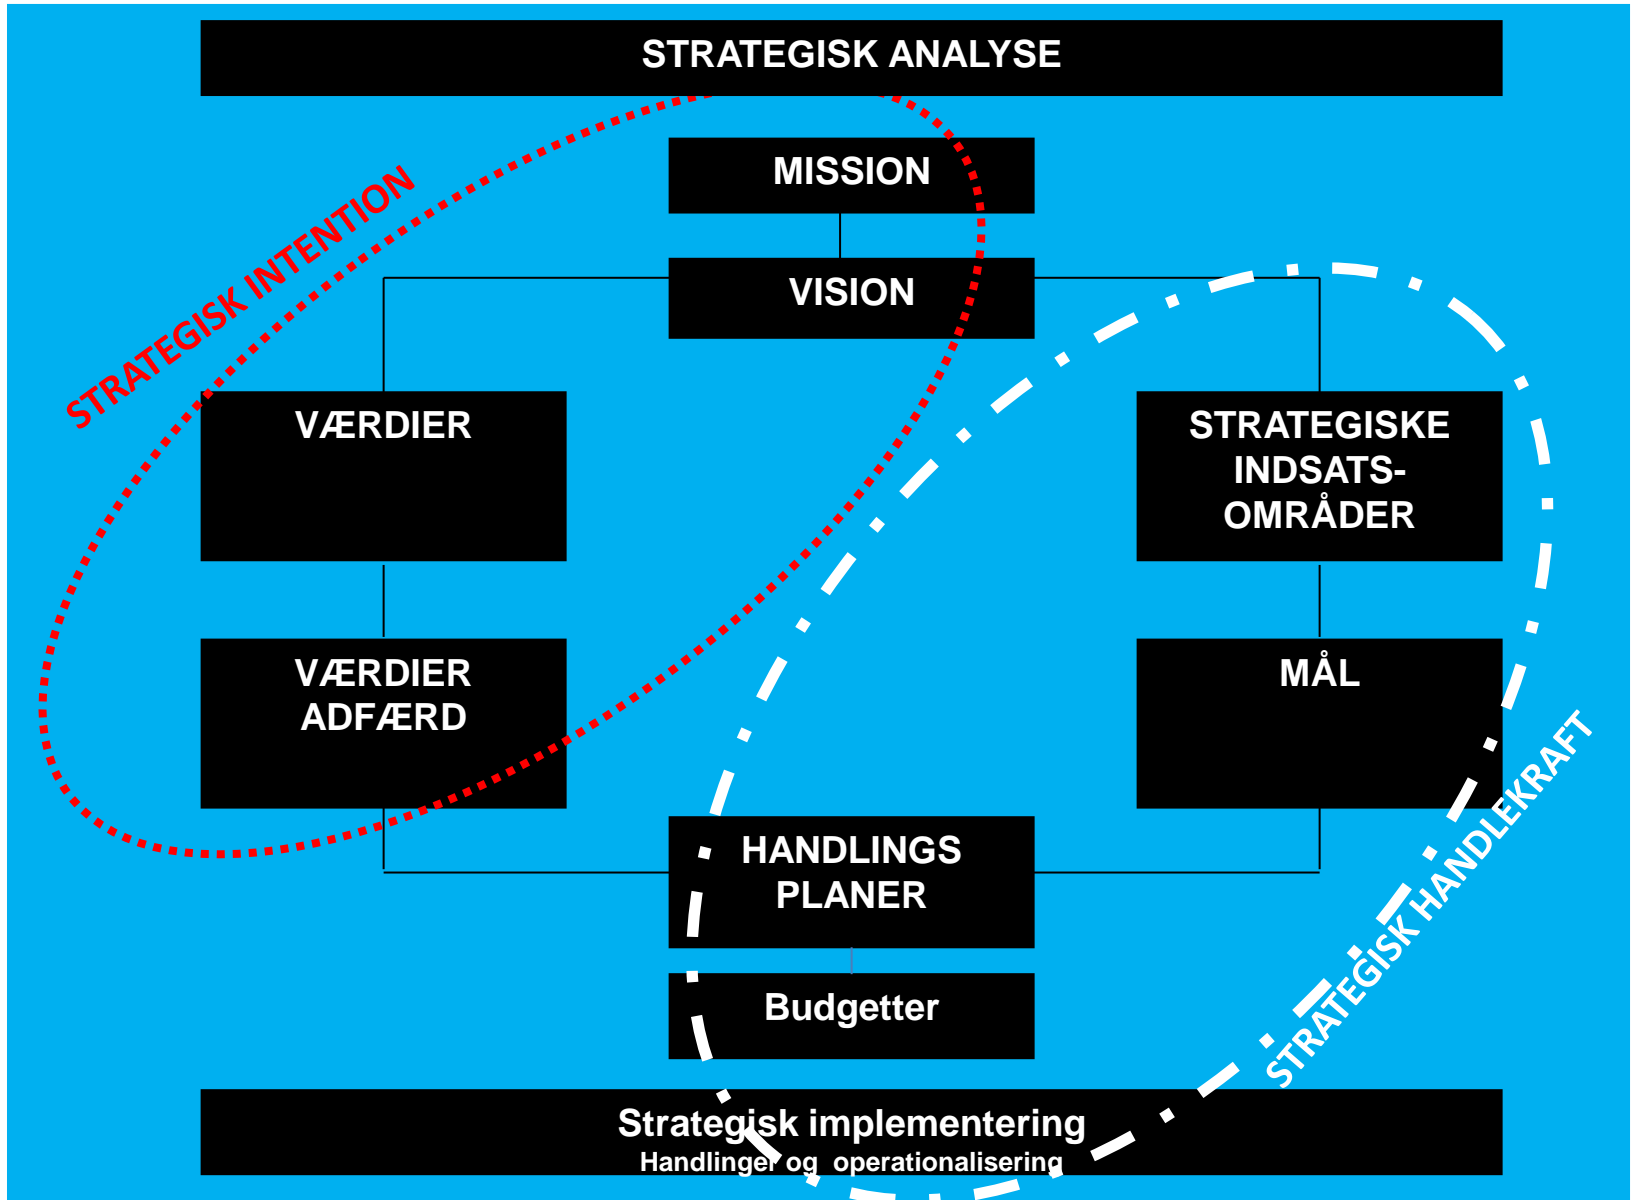 STRATEGISK ANALYSE
MISSION
STRATEGISK INTENTION
VISION
VÆRDIER
STRATEGISKE
INDSATS-
OMRÅDER
VÆRDIER
ADFÆRD
MÅL
HANDLINGS
PLANER
STRATEGISK HANDLEKRAFT
Budgetter
Strategisk implementering
Handlinger og operationalisering